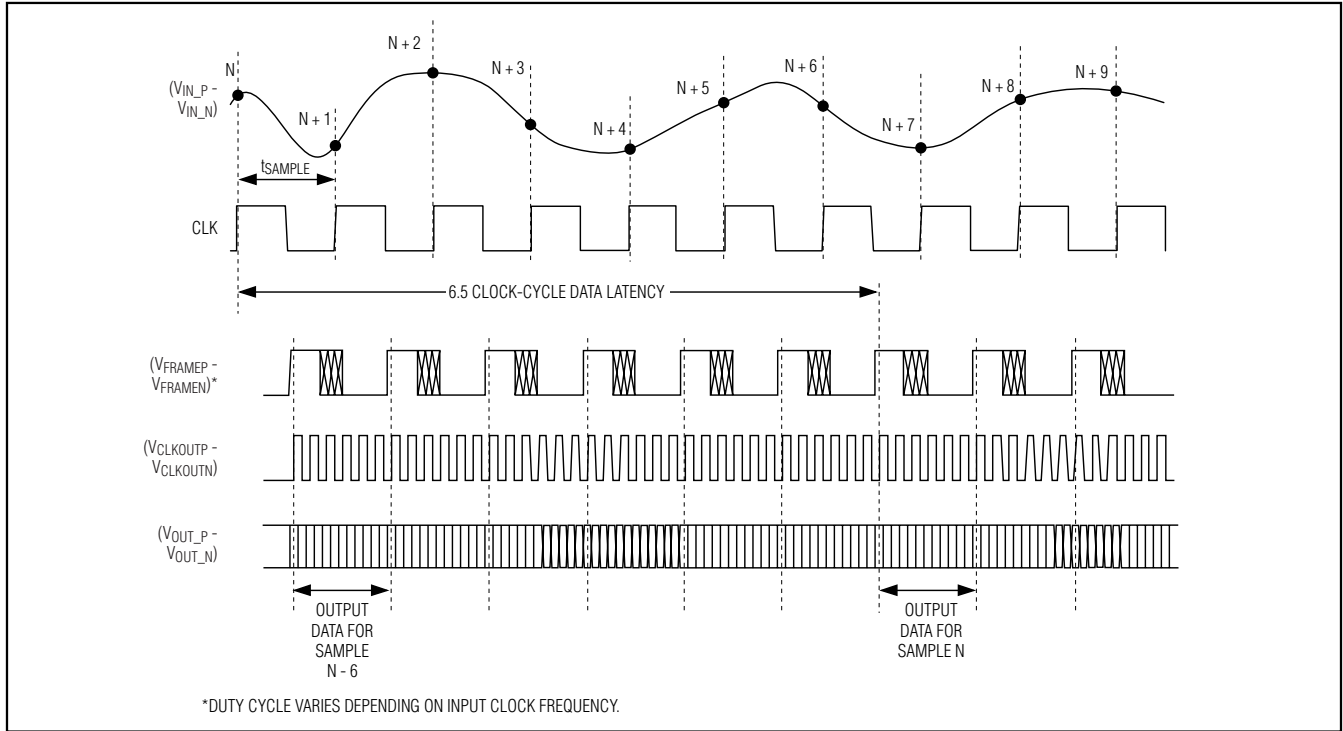 N
N + 1
N + 2
N + 3
N + 4
N + 5
N + 6
N + 7
N + 8
N + 9
(VIN_P -
VIN_N)
tSAMPLE
CLK
6.5 CLOCK-CYCLE DATA LATENCY
(VFRAMEP -
VFRAMEN)*
(VCLKOUTP -
VCLKOUTN)
(VOUT_P -
VOUT_N)
OUTPUT
DATA FOR
SAMPLE
N - 6
OUTPUT
DATA FOR
SAMPLE N
*DUTY CYCLE VARIES DEPENDING ON INPUT CLOCK FREQUENCY.